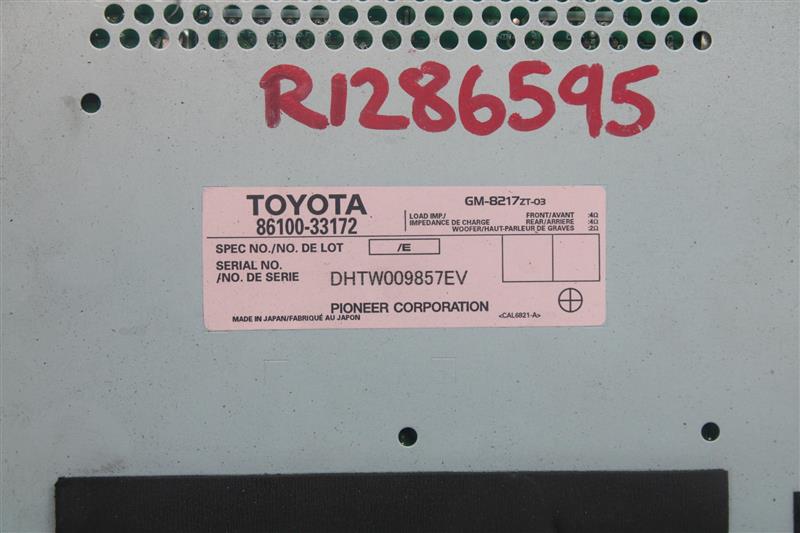 R1286595
TOYOTA
86100-33172
GM-8217ZT-03
LOAD IMP./ FRONT/AVANT :4Ω
IMPEDANCE DE CHARGE REAR/ARRIERE :4Ω
WOOFER/HAUT-PARLEUR DE GRAVES :2Ω
SPEC NO./NO. DE LOT /E
SERIAL NO.
/NO. DE SERIE DHTW009857EV
PIONEER CORPORATION
MADE IN JAPAN/FABRIQUÉ AU JAPON <CAL6821-A>